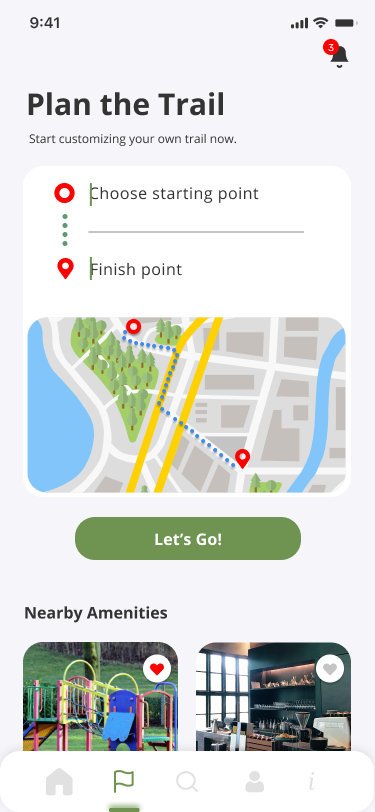 9:41
3
Plan the Trail
Start customizing your own trail now.
Choose starting point
Finish point
Let's Go!
Nearby Amenities
i